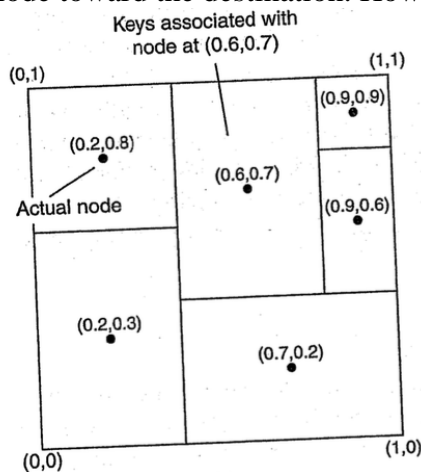 node toward the destination. How
Keys associated with
node at (0.6,0.7)
(0,1)
(1,1)
(0.9,0.9)
(0.2,0.8)
(0.6,0.7)
(0.9,0.6)
Actual node
(0.2,0.3)
(0.7,0.2)
(0,0)
(1,0)